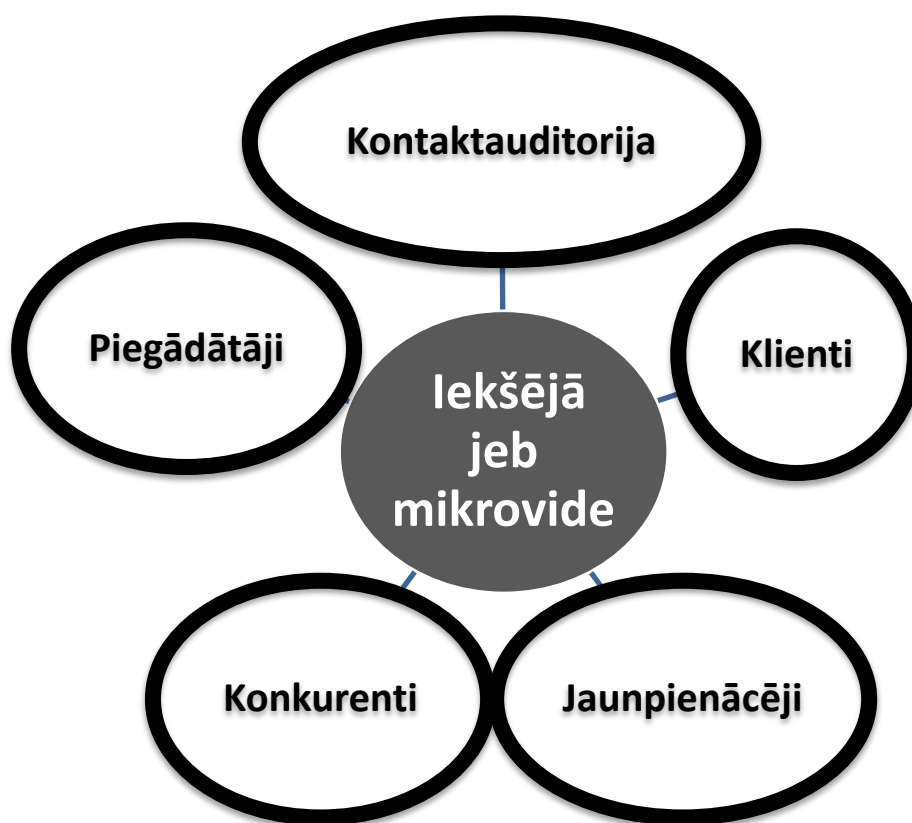 Kontaktauditorija
Piegādātāji
Klienti
Iekšējā
jeb
mikrovide
Konkurenti
Jaunpienācēji